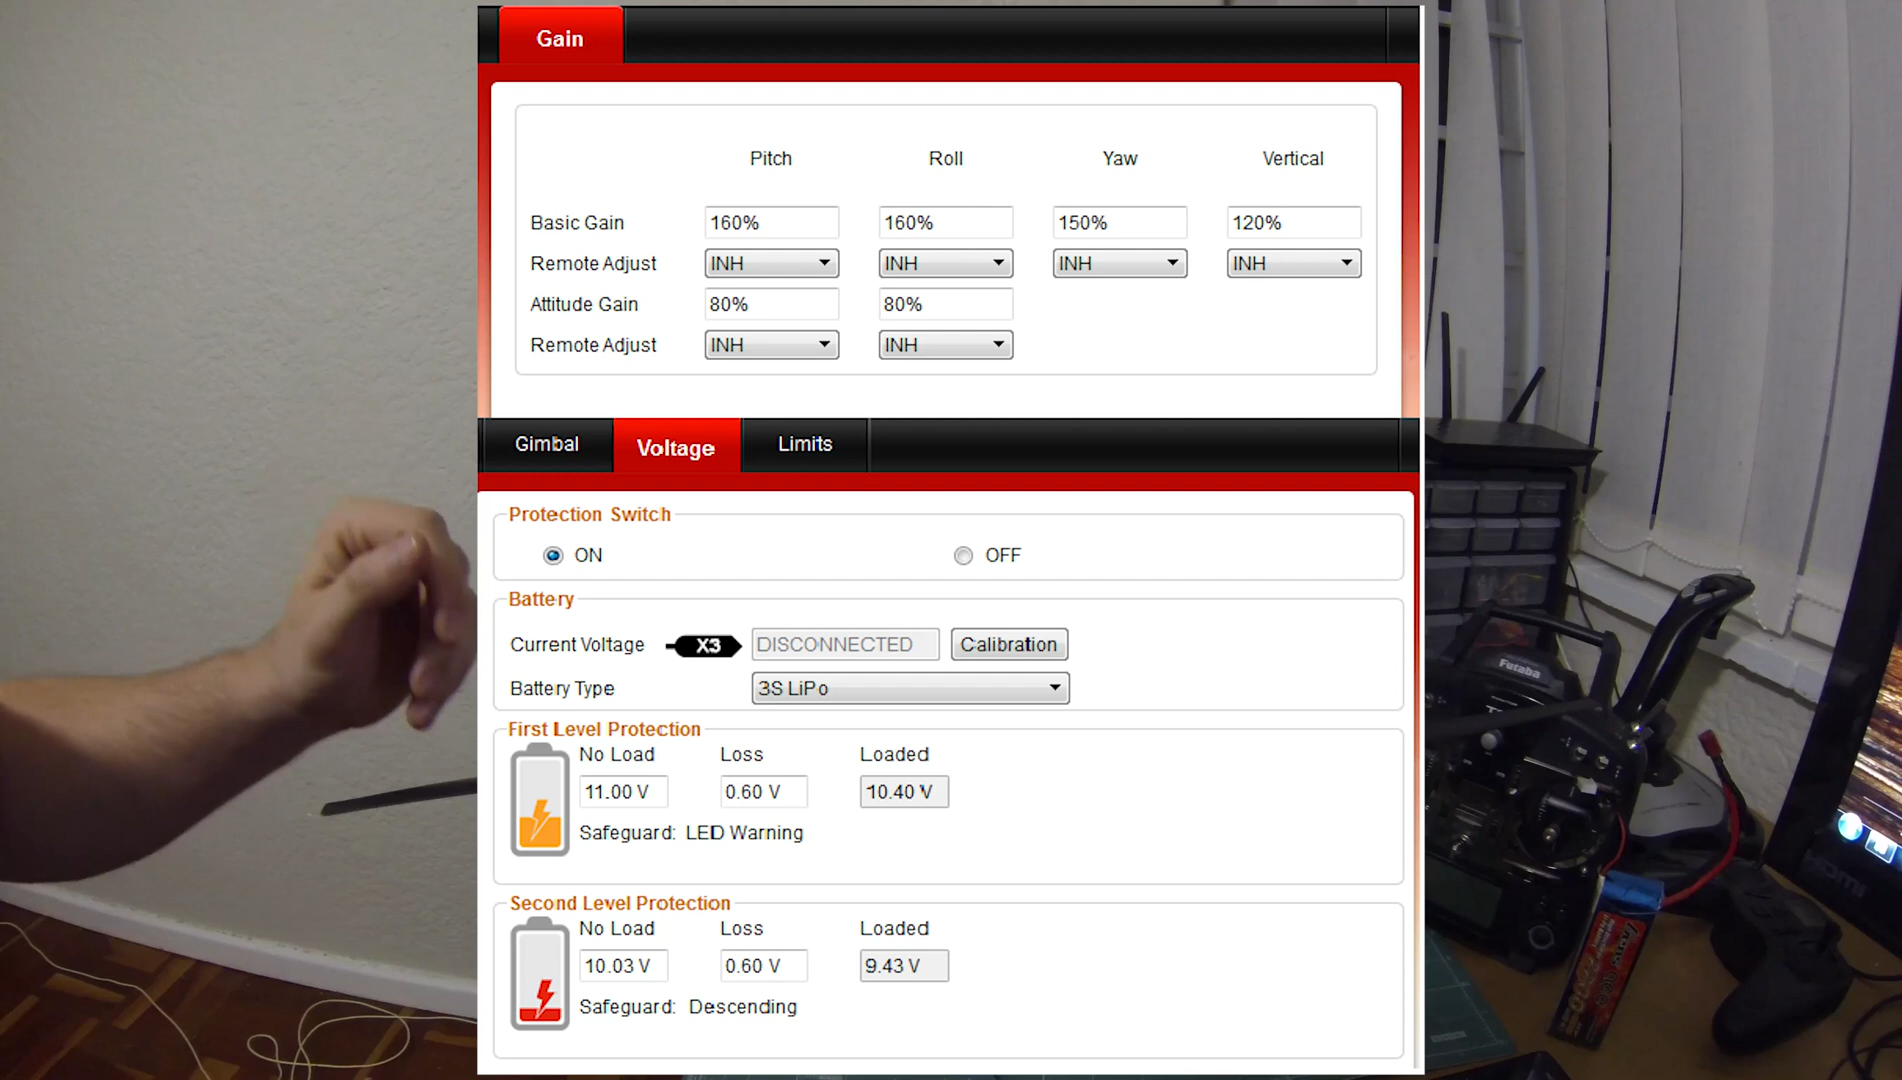 Gain
Pitch Roll Yaw Vertical
Basic Gain 160% 160% 150% 120%
Remote Adjust INH INH INH INH
Attitude Gain 80% 80%
Remote Adjust INH INH
Gimbal Voltage Limits
Protection Switch
ON OFF
Battery
Current Voltage X3 DISCONNECTED Calibration
Battery Type 3S LiPo
First Level Protection
No Load Loss Loaded
11.00 V 0.60 V 10.40 V
Safeguard: LED Warning
Second Level Protection
No Load Loss Loaded
10.03 V 0.60 V 9.43 V
Safeguard: Descending
Futaba